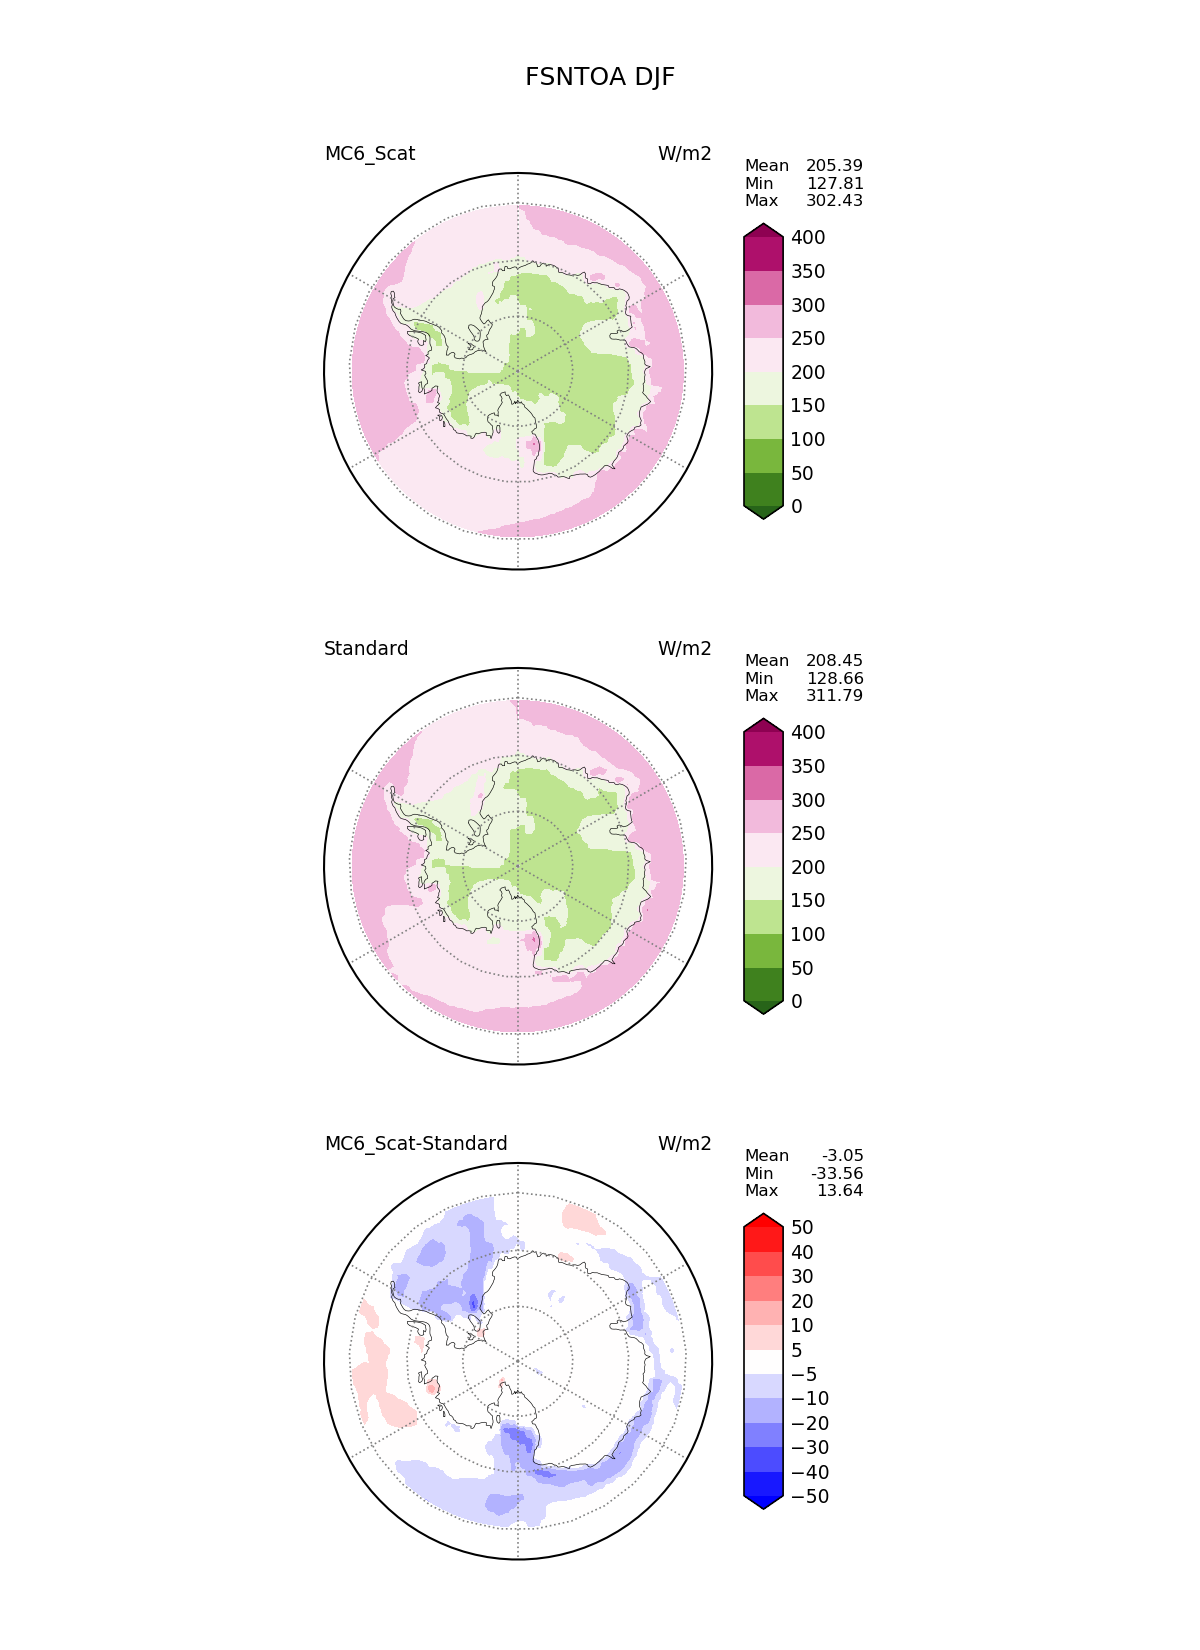 FSNTOA DJF
MC6_Scat W/m2
Mean 205.39
Min 127.81
Max 302.43
400
350
300
250
200
150
100
50
0
Standard W/m2
Mean 208.45
Min 128.66
Max 311.79
400
350
300
250
200
150
100
50
0
MC6_Scat-Standard W/m2
Mean -3.05
Min -33.56
Max 13.64
50
40
30
20
10
5
−5
−10
−20
−30
−40
−50